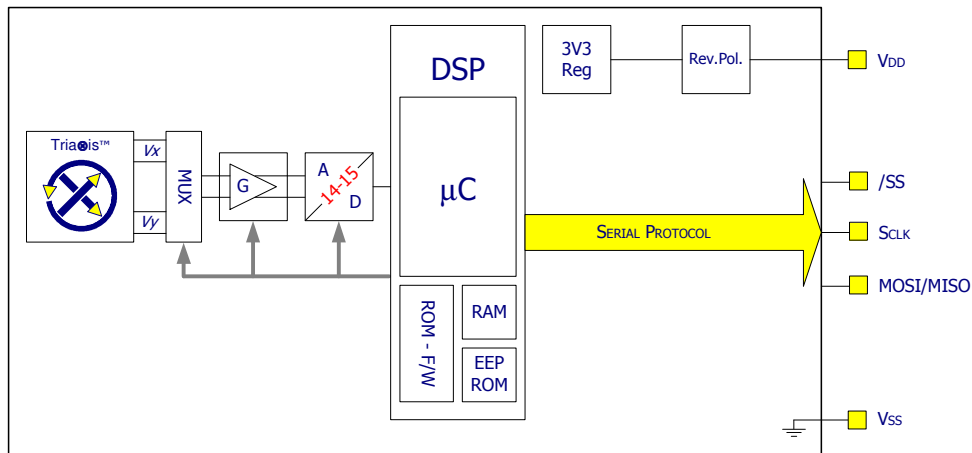 Triaxis™
Vx
Vy
MUX
G
A
14-15
D
DSP
µC
ROM - F/W
RAM
EEP
ROM
3V3
Reg
Rev.Pol.
SERIAL PROTOCOL
VDD
/SS
SCLK
MOSI/MISO
VSS